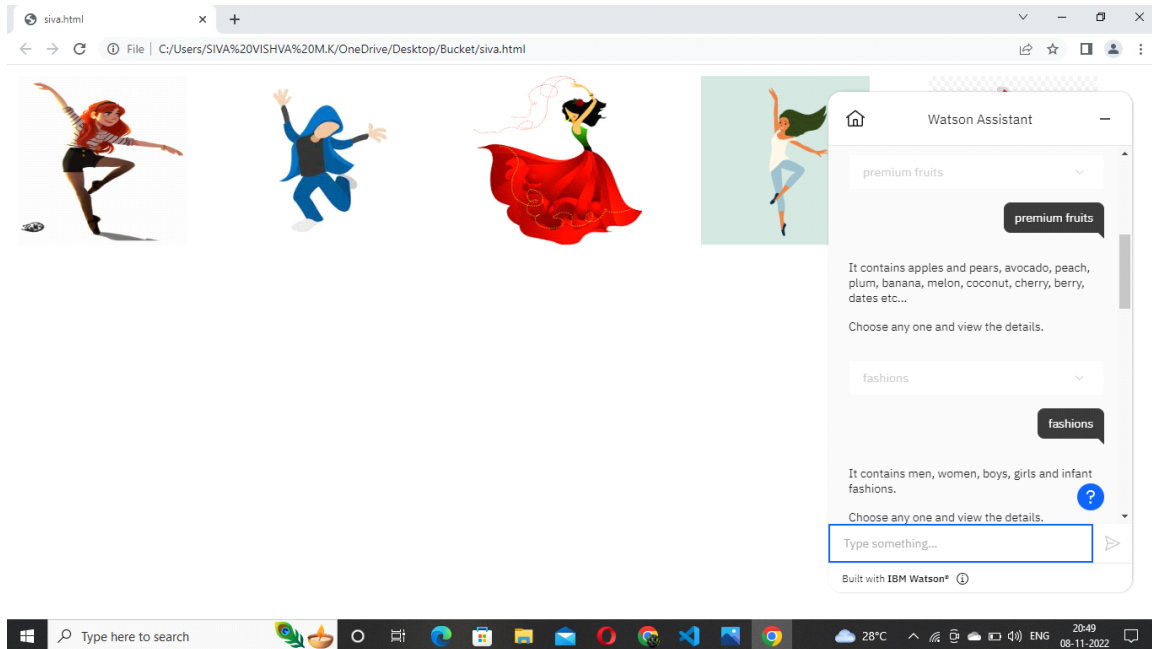 siva.html
File
C:/Users/SIVA%20VISHVA%20M.K/OneDrive/Desktop/Bucket/siva.html
Watson Assistant
premium fruits
premium fruits
It contains apples and pears, avocado, peach,
plum, banana, melon, coconut, cherry, berry,
dates etc...
Choose any one and view the details.
fashions
fashions
It contains men, women, boys, girls and infant
fashions.
?
Choose any one and view the details.
Type something...
Built with IBM Watson®
Type here to search
28°C
ENG
20:49
08-11-2022